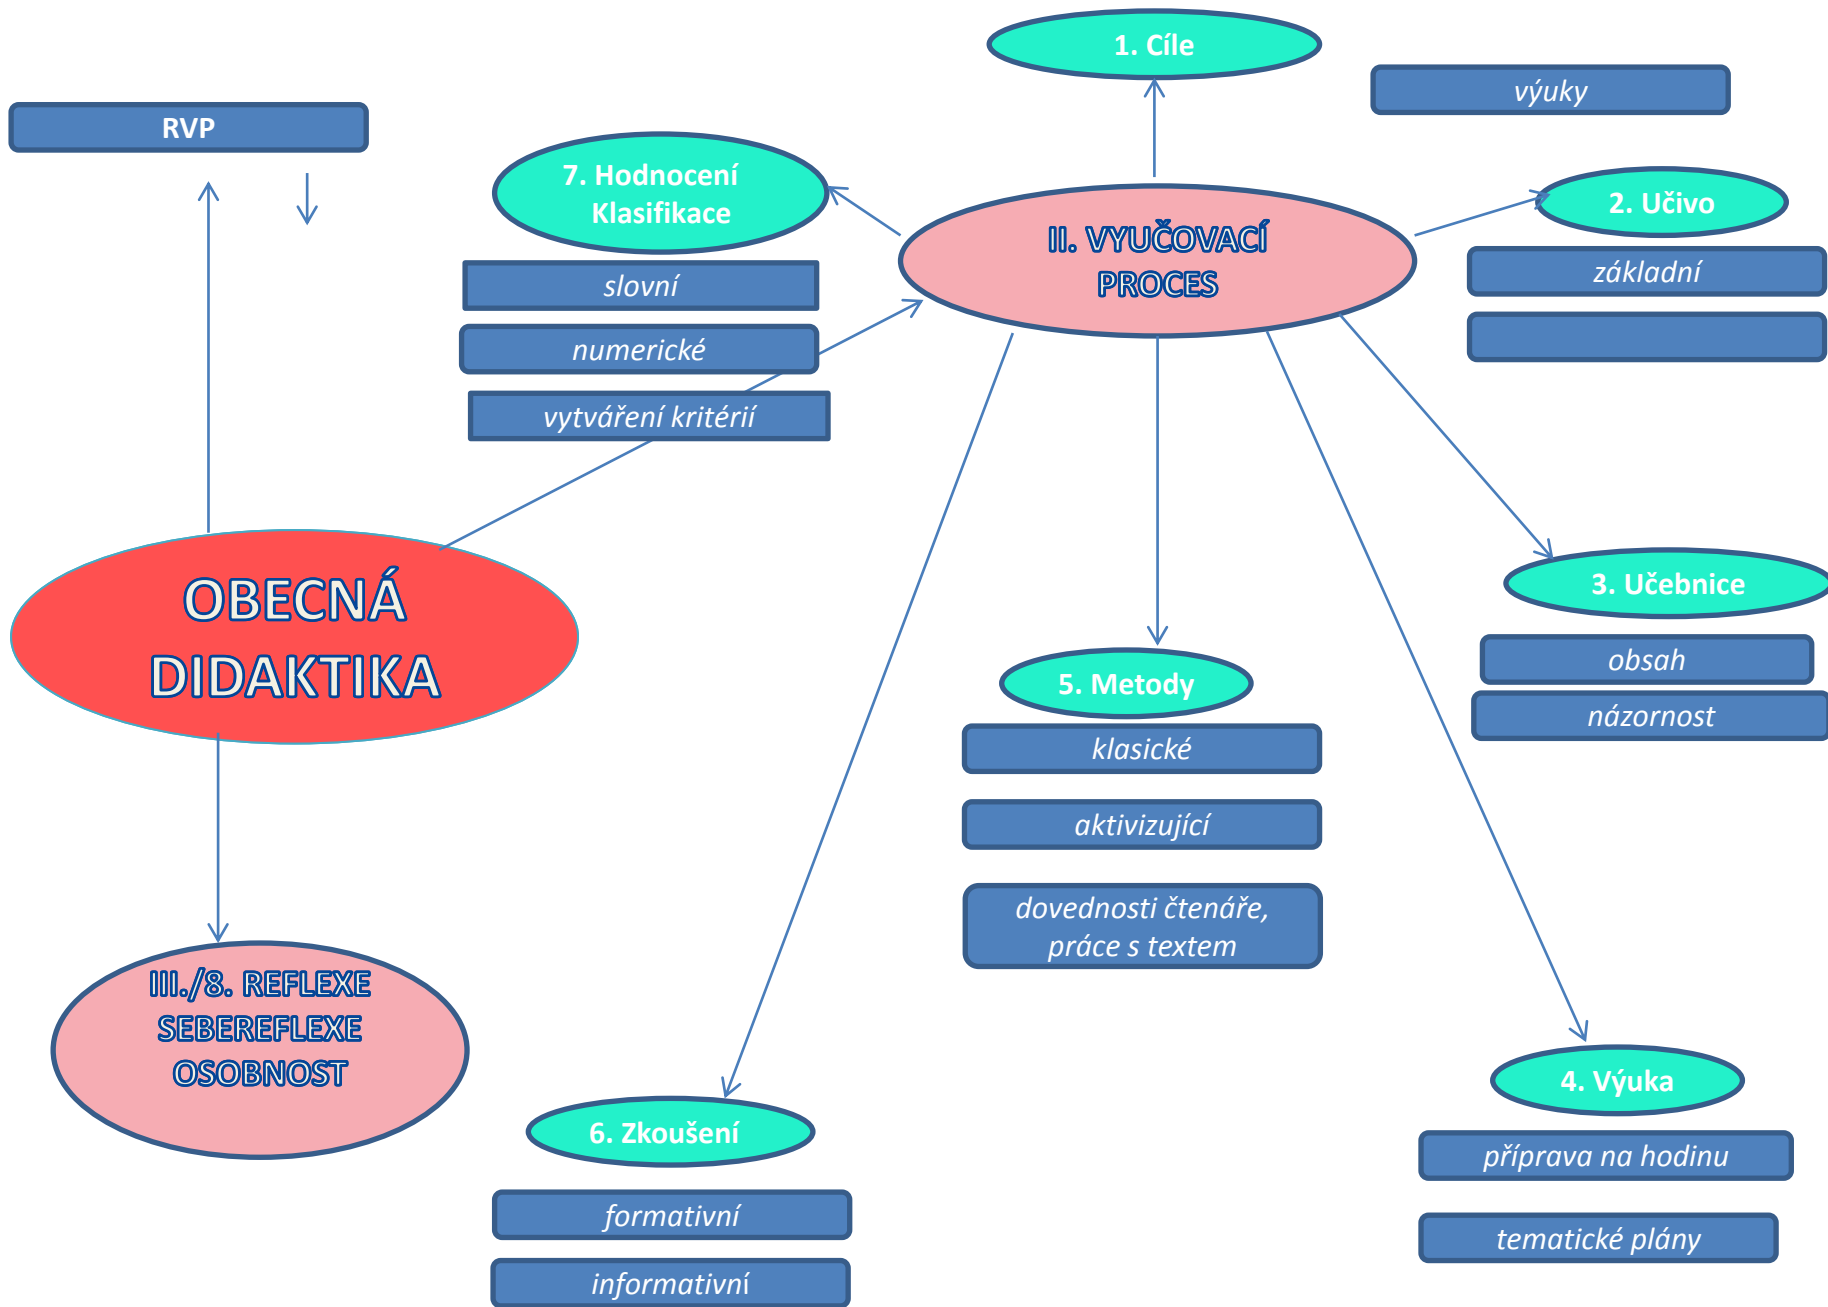 1. Cíle
výuky
RVP
7. Hodnocení
Klasifikace
slovní
numerické
vytváření kritérií
II. VYUČOVACÍ
PROCES
2. Učivo
základní
OBECNÁ
DIDAKTIKA
3. Učebnice
obsah
názornost
5. Metody
klasické
aktivizující
dovednosti čtenáře,
práce s textem
III./8. REFLEXE
SEBEREFLEXE
OSOBNOST
4. Výuka
příprava na hodinu
tematické plány
6. Zkoušení
formativní
informativní